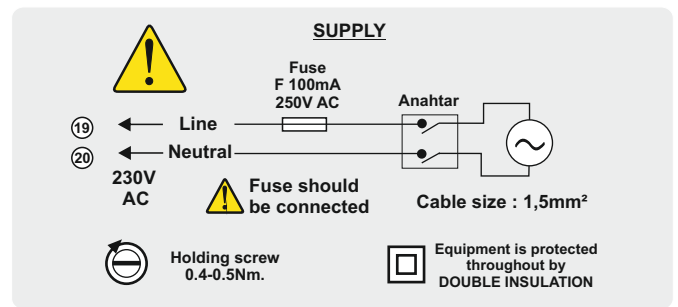 SUPPLY
Fuse
F 100mA
250V AC
Anahtar
19 Line
20 Neutral
230V
AC
Fuse should
be connected
Cable size : 1,5mm²
Holding screw
0.4-0.5Nm.
Equipment is protected
throughout by
DOUBLE INSULATION